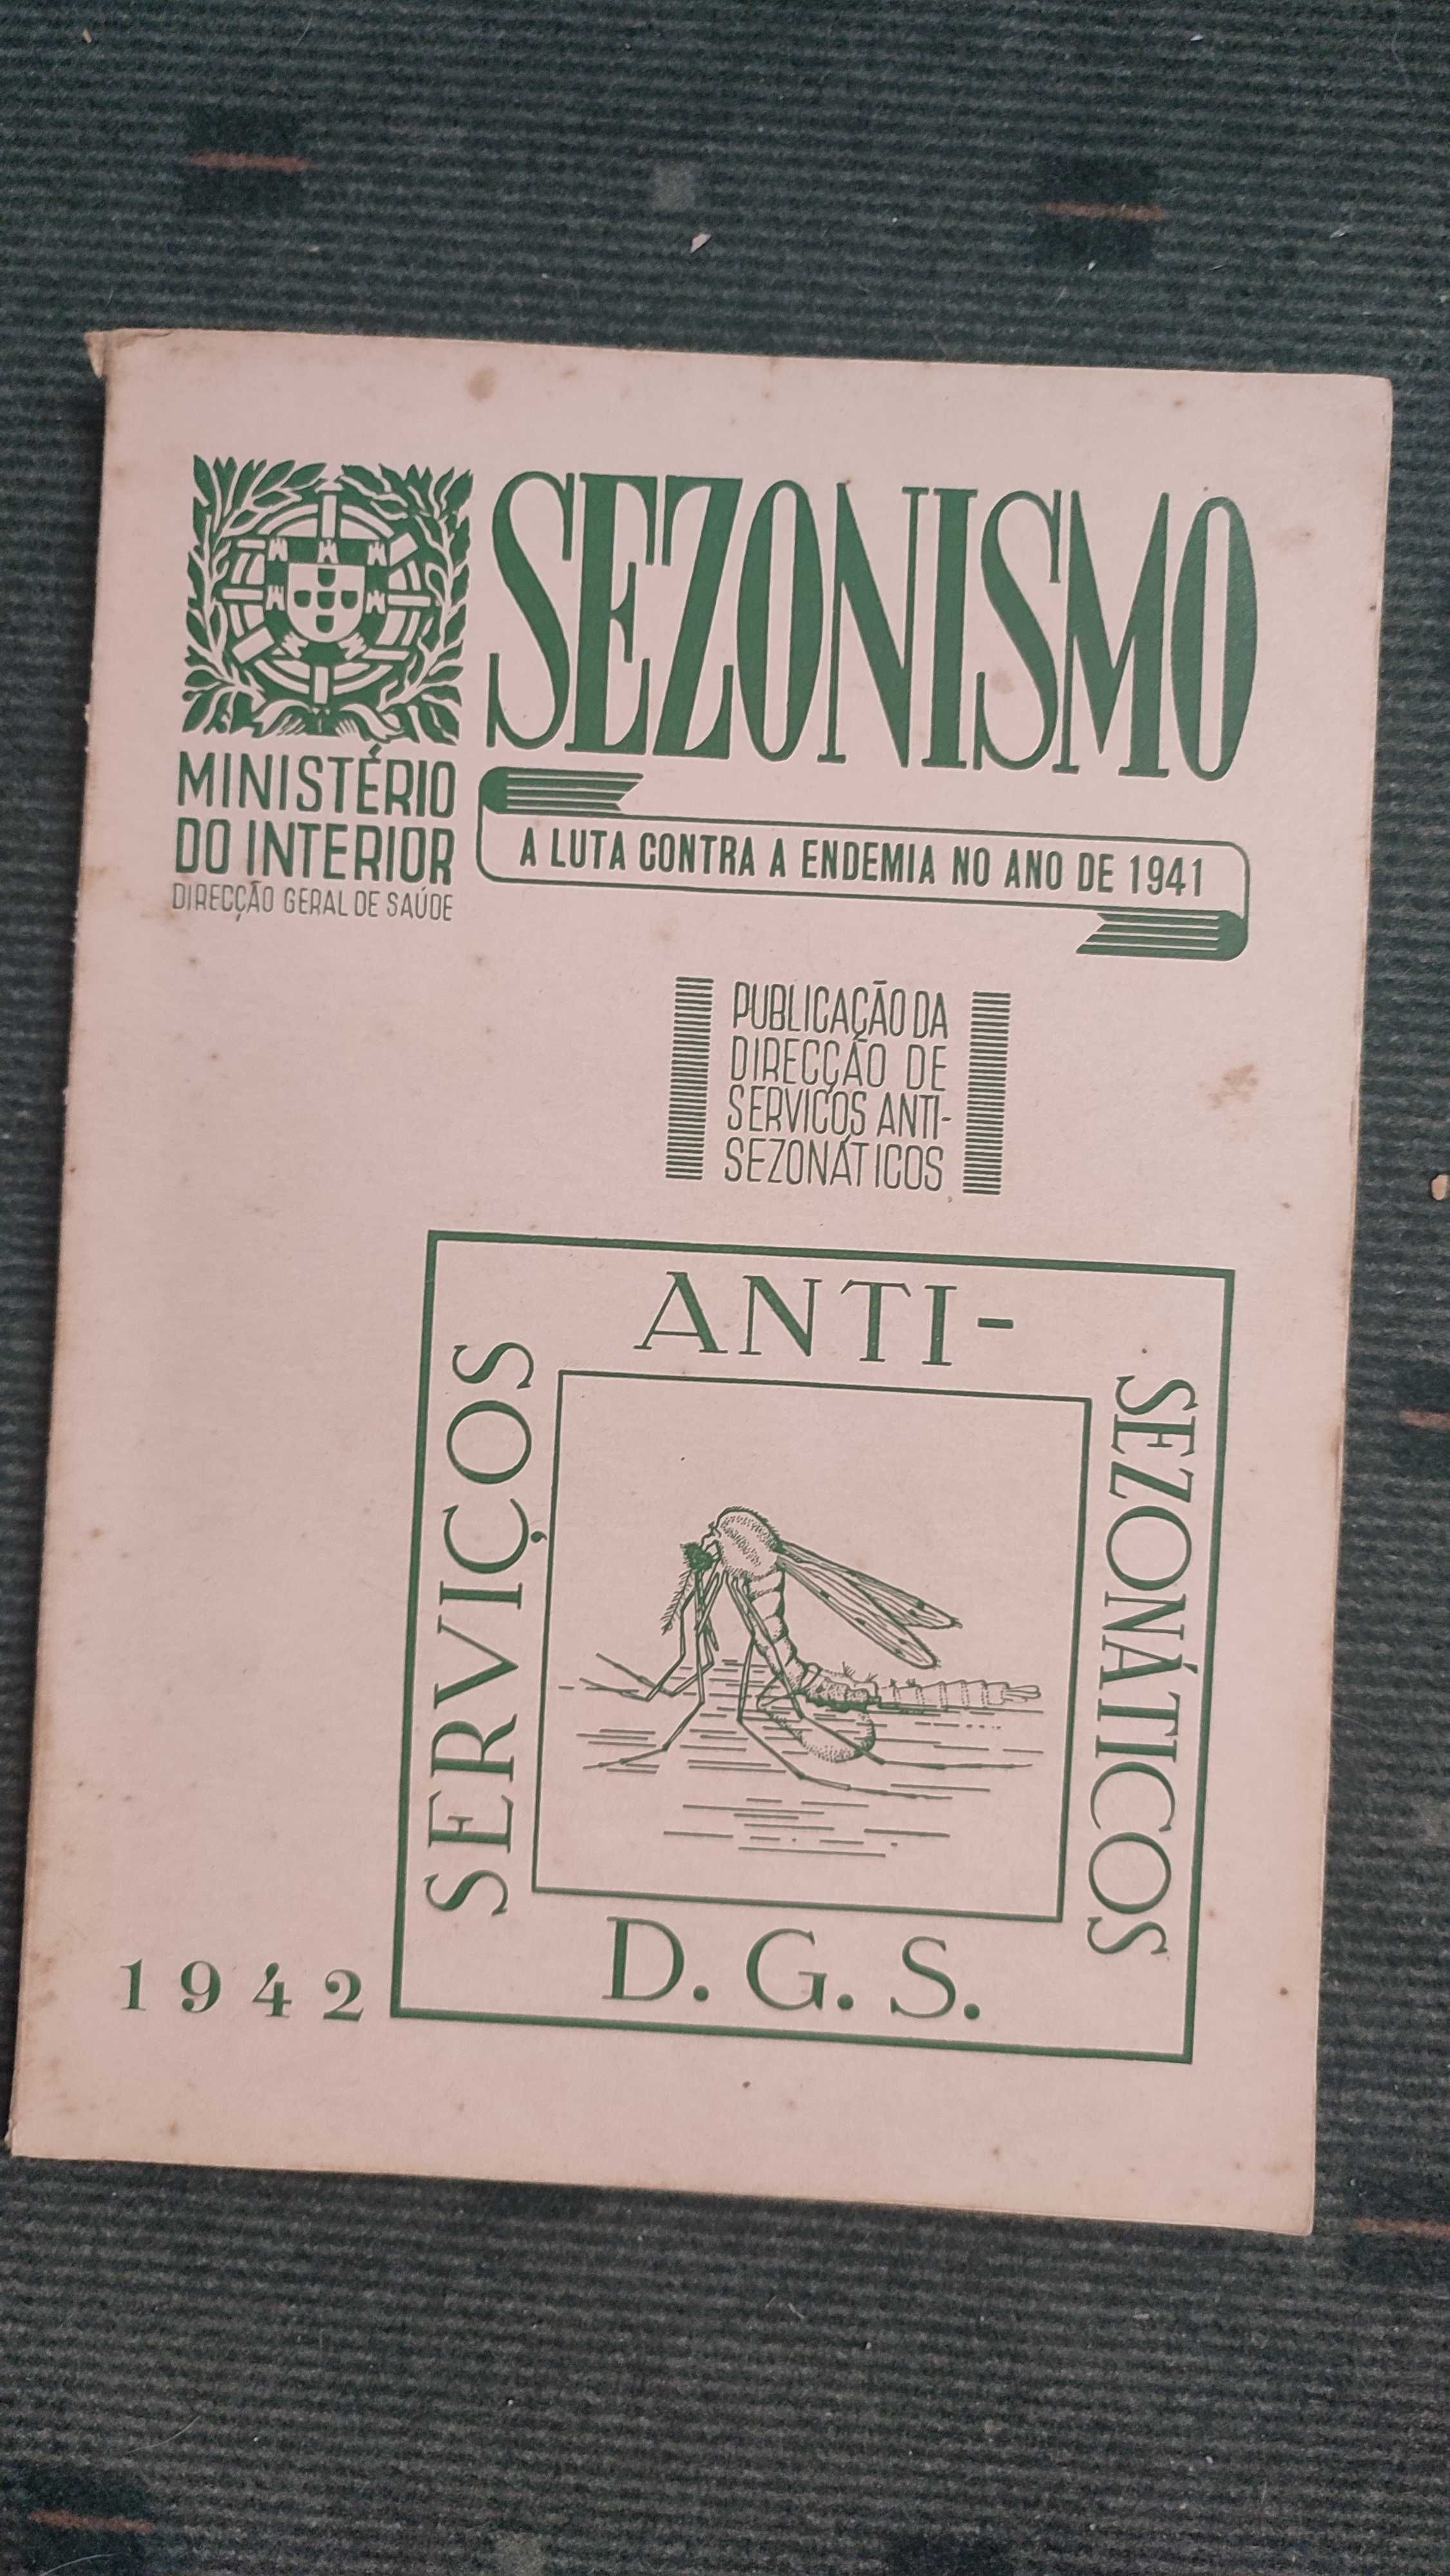 SEZONISMO
MINISTÉRIO
DO INTERIOR
DIRECÇÃO GERAL DE SAÚDE
A LUTA CONTRA A ENDEMIA NO ANO DE 1941
PUBLICAÇÃO DA
DIRECÇÃO DE
SERVIÇOS ANTI-
SEZONÁTICOS
SERVIÇOS
ANTI-
SEZONÁTICOS
D. G. S.
1942